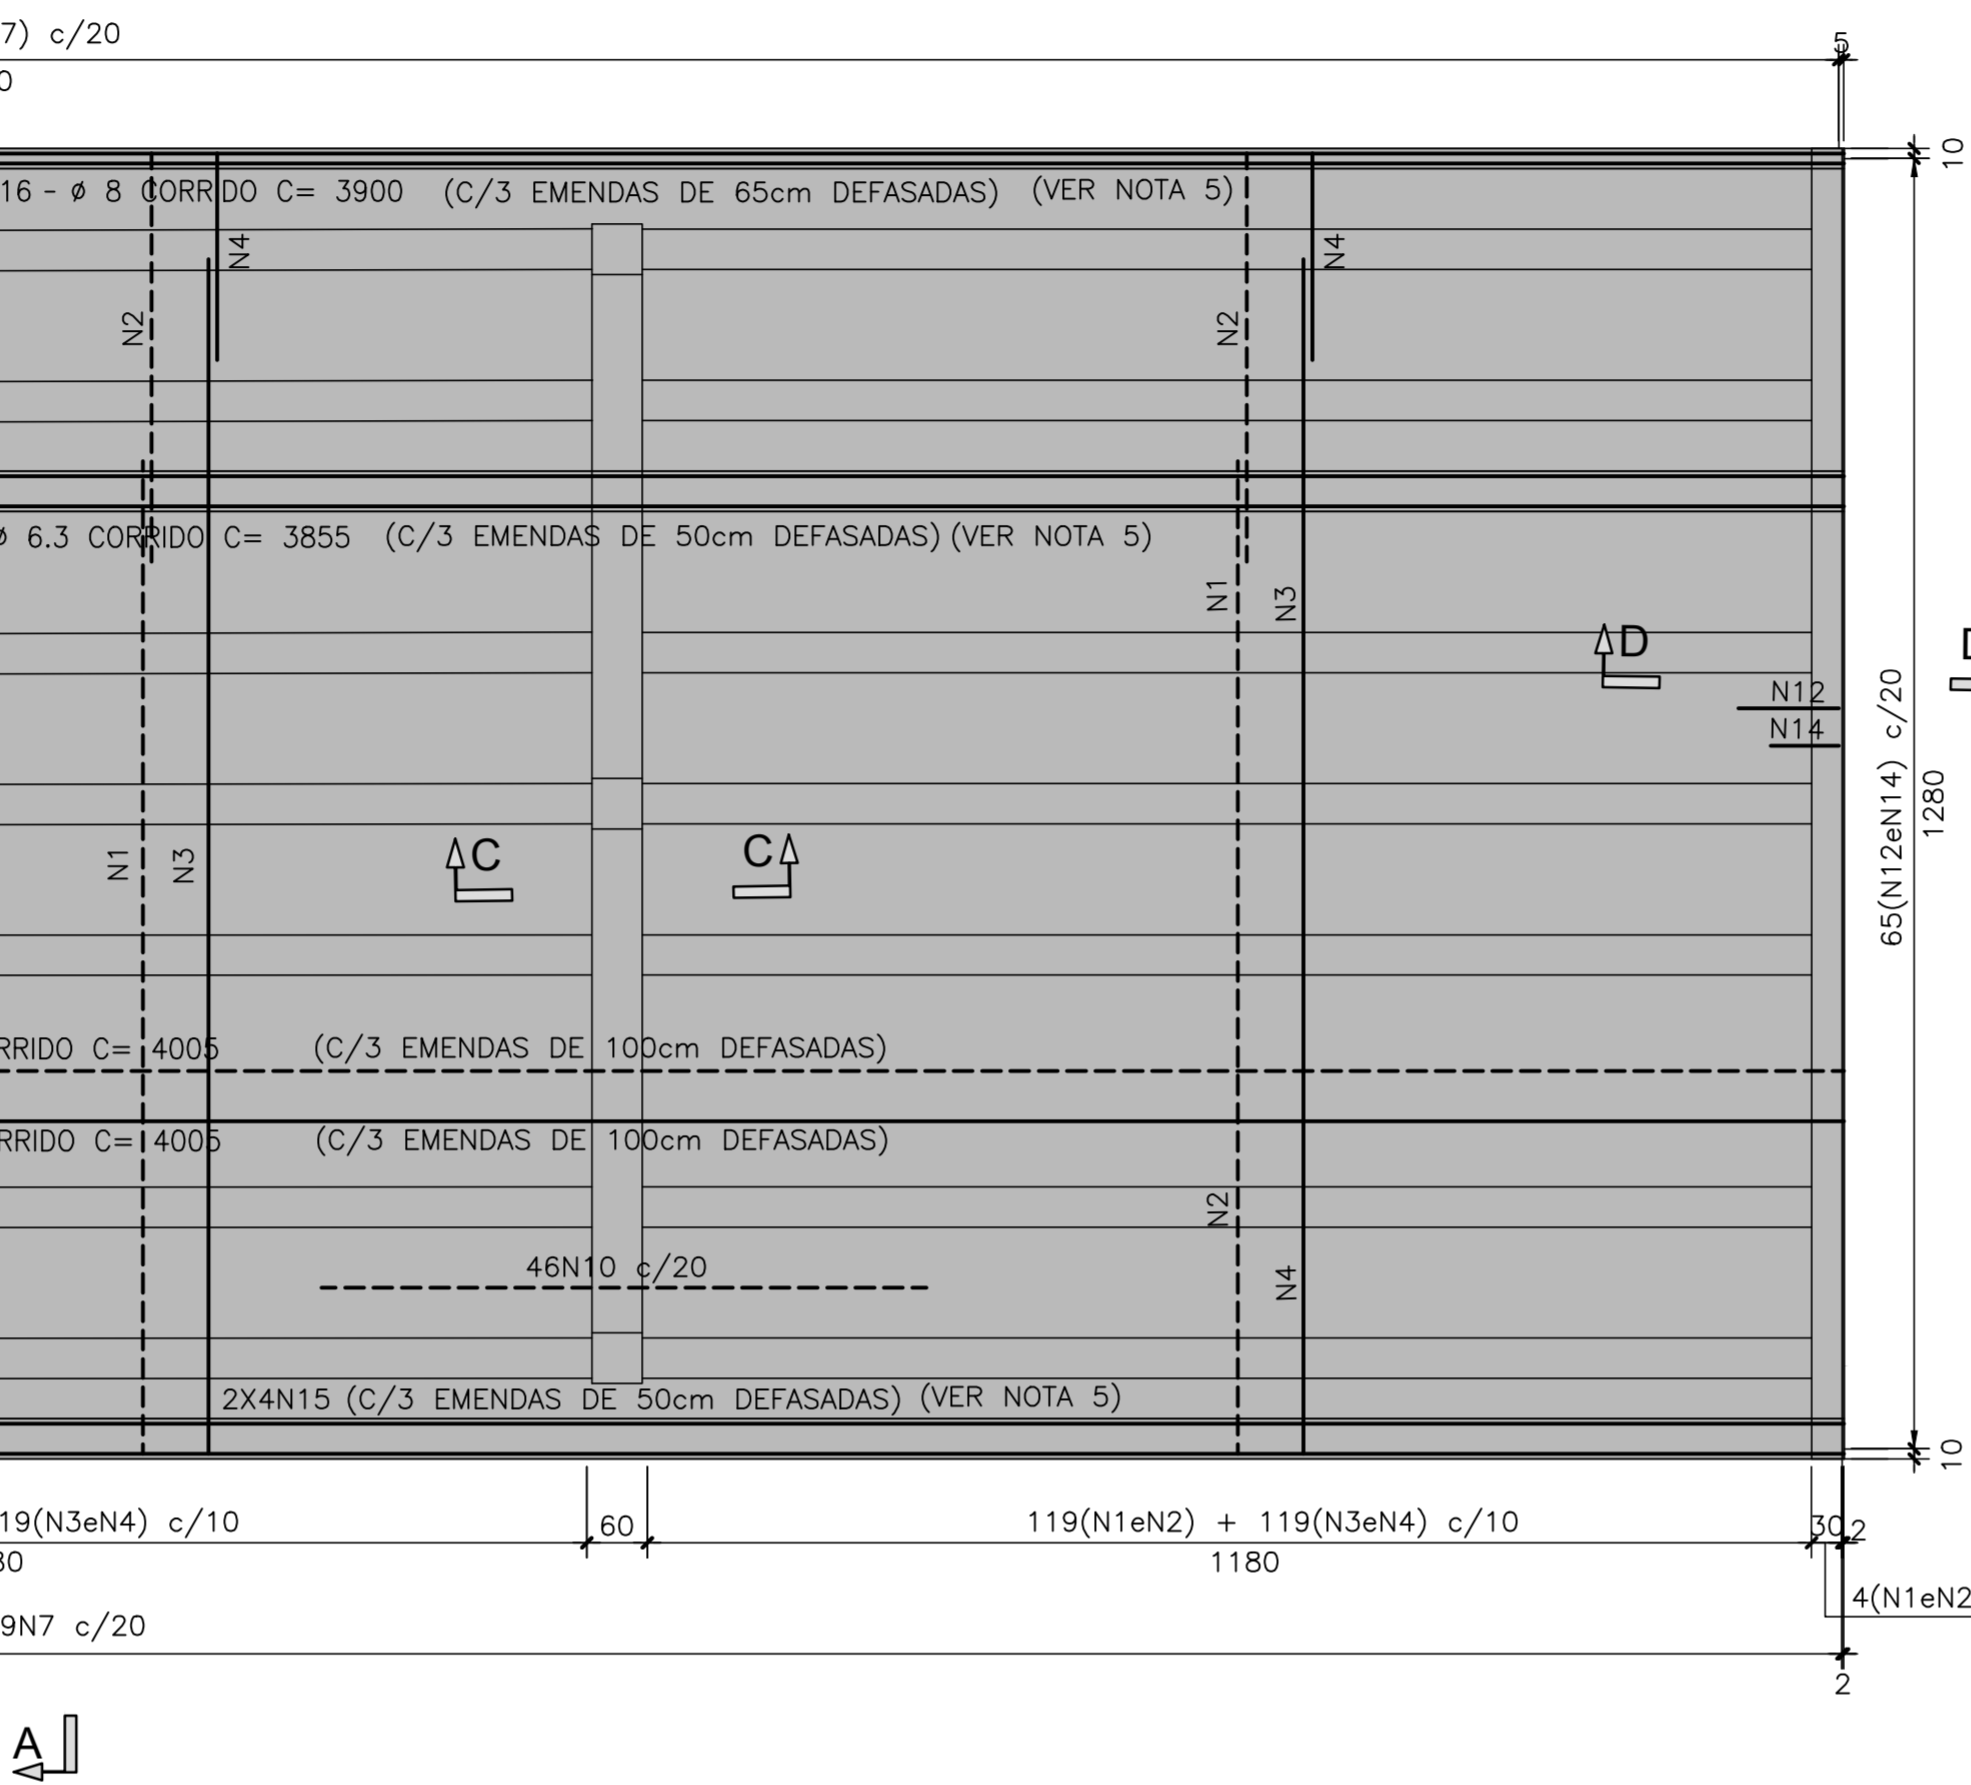 7) c/20
5
0
10
16 - ø 8 CORRIDO C= 3900 (C/3 EMENDAS DE 65cm DEFASADAS) (VER NOTA 5)
N4
N4
N2
N2
ø 6.3 CORRIDO C= 3855 (C/3 EMENDAS DE 50cm DEFASADAS) (VER NOTA 5)
N1
N3
D
N12
N14
65(N12eN14) c/20
1280
N1
N3
C
C
RRIDO C= 4005 (C/3 EMENDAS DE 100cm DEFASADAS)
RRIDO C= 4005 (C/3 EMENDAS DE 100cm DEFASADAS)
N2
46N10 c/20
N4
2X4N15 (C/3 EMENDAS DE 50cm DEFASADAS) (VER NOTA 5)
10
19(N3eN4) c/10
60
119(N1eN2) + 119(N3eN4) c/10
30
2
80
1180
4(N1eN2
9N7 c/20
2
A